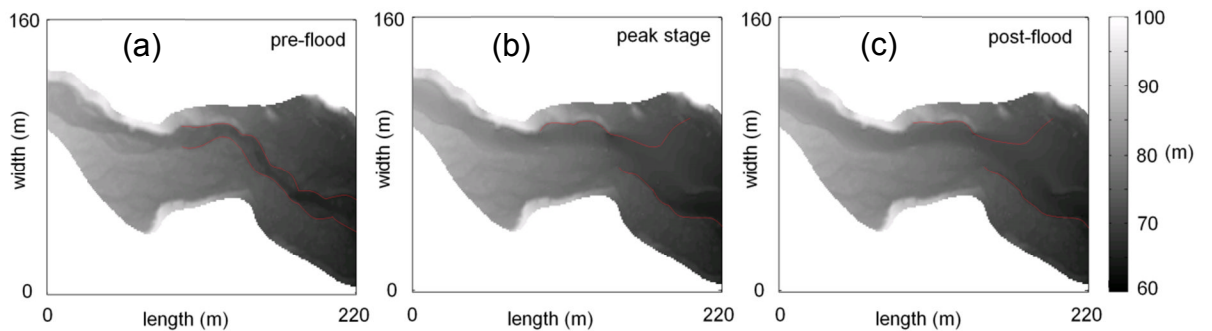 160
(a)
pre-flood
width (m)
0
0
length (m)
220
160
(b)
peak stage
width (m)
0
0
length (m)
220
160
(c)
post-flood
width (m)
0
0
length (m)
220
100
90
80 (m)
70
60